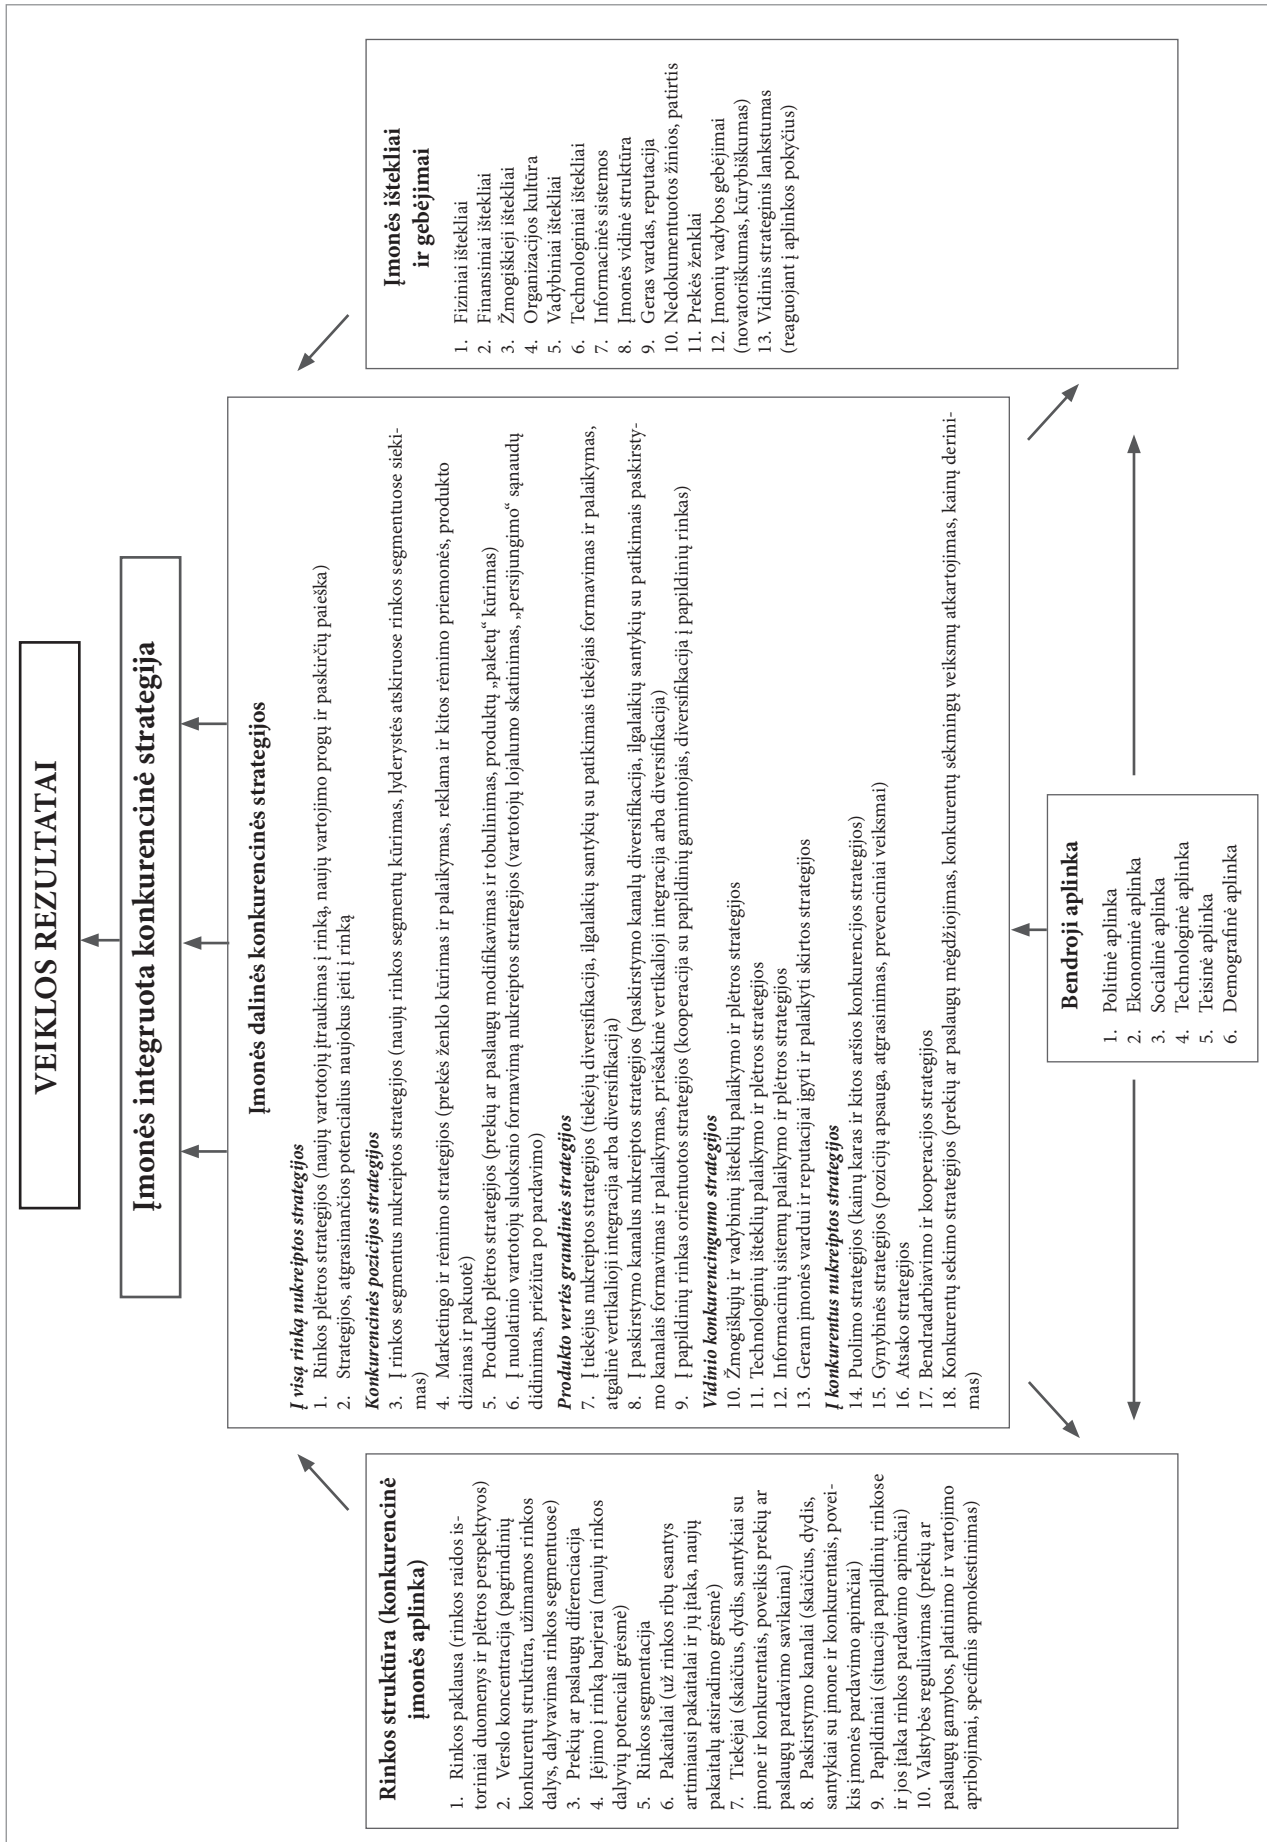 VEIKLOS REZULTATAI
Įmonės integruota konkurencinė strategija
Rinkos struktūra (konkurencinė
įmonės aplinka)
1. Rinkos paklausa (rinkos raidos is-
toriniai duomenys ir plėtros perspektyvos)
2. Verslo koncentracija (pagrindinių
konkurentų struktūra, užimamos rinkos
dalys, dalyvavimas rinkos segmentuose)
3. Prekių ar paslaugų diferenciacija
4. Įėjimo į rinką barjerai (naujų rinkos
dalyvių potenciali grėsmė)
5. Rinkos segmentacija
6. Pakaitalai (už rinkos ribų esantys
artimiausi pakaitalai ir jų įtaka, naujų
pakaitalų atsiradimo grėsmė)
7. Tiekėjai (skaičius, dydis, santykiai su
įmone ir konkurentais, poveikis prekių ar
paslaugų pardavimo savikainai)
8. Paskirstymo kanalai (skaičius, dydis,
santykiai su įmone ir konkurentais, povei-
kis įmonės pardavimo apimčiai)
9. Papildiniai (situacija papildinių rinkose
ir jos įtaka rinkos pardavimo apimčiai)
10. Valstybės reguliavimas (prekių ar
paslaugų gamybos, platinimo ir vartojimo
apribojimai, specifinis apmokestinimas)
Įmonės dalinės konkurencinės strategijos
Į visą rinką nukreiptos strategijos
1. Rinkos plėtros strategijos (naujų vartotojų įtraukimas į rinką, naujų vartojimo progų ir paskirčių paieška)
2. Strategijos, atgrasinančios potencialius naujokus įeiti į rinką
Konkurencinės pozicijos strategijos
3. Į rinkos segmentus nukreiptos strategijos (naujų rinkos segmentų kūrimas, lyderystės atskiruose rinkos segmentuose sieki-
mas)
4. Marketingo ir rėmimo strategijos (prekės ženklo kūrimas ir palaikymas, reklama ir kitos rėmimo priemonės, produkto
dizainas ir pakuotė)
5. Produkto plėtros strategijos (prekių ar paslaugų modifikavimas ir tobulinimas, produktų „paketų“ kūrimas)
6. Į nuolatinio vartotojų sluoksnio formavimą nukreiptos strategijos (vartotojų lojalumo skatinimas, „persijungimo“ sąnaudų
didinimas, priežiūra po pardavimo)
Produkto vertės grandinės strategijos
7. Į tiekėjus nukreiptos strategijos (tiekėjų diversifikacija, ilgalaikių santykių su patikimais tiekėjais formavimas ir palaikymas,
atgalinė vertikalioji integracija arba diversifikacija)
8. Į paskirstymo kanalus nukreiptos strategijos (paskirstymo kanalų diversifikacija, ilgalaikių santykių su patikimais paskirsty-
mo kanalais formavimas ir palaikymas, priešakinė vertikalioji integracija arba diversifikacija)
9. Į papildinių rinkas orientuotos strategijos (kooperacija su papildinių gamintojais, diversifikacija į papildinių rinkas)
Vidinio konkurencingumo strategijos
10. Žmogiškųjų ir vadybinių išteklių palaikymo ir plėtros strategijos
11. Technologinių išteklių palaikymo ir plėtros strategijos
12. Informacinių sistemų palaikymo ir plėtros strategijos
13. Geram įmonės vardui ir reputacijai įgyti ir palaikyti skirtos strategijos
Į konkurentus nukreiptos strategijos
14. Puolimo strategijos (kainų karas ir kitos aršios konkurencijos strategijos)
15. Gynybinės strategijos (pozicijų apsauga, atgrasinimas, prevenciniai veiksmai)
16. Atsako strategijos
17. Bendradarbiavimo ir kooperacijos strategijos
18. Konkurentų sekimo strategijos (prekių ar paslaugų mėgdžiojimas, konkurentų sėkmingų veiksmų atkartojimas, kainų derini-
mas)
Įmonės ištekliai
ir gebėjimai
1. Fiziniai ištekliai
2. Finansiniai ištekliai
3. Žmogiškieji ištekliai
4. Organizacijos kultūra
5. Vadybiniai ištekliai
6. Technologiniai ištekliai
7. Informacinės sistemos
8. Įmonės vidinė struktūra
9. Geras vardas, reputacija
10. Nedokumentuotos žinios, patirtis
11. Prekės ženklai
12. Įmonių vadybos gebėjimai
(novatoriškumas, kūrybiškumas)
13. Vidinis strateginis lankstumas
(reaguojant į aplinkos pokyčius)
Bendroji aplinka
1. Politinė aplinka
2. Ekonominė aplinka
3. Socialinė aplinka
4. Technologinė aplinka
5. Teisinė aplinka
6. Demografinė aplinka